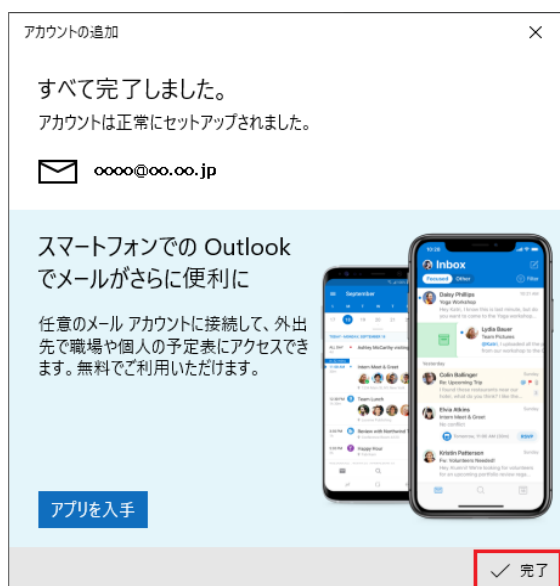 アカウントの追加
すべて完了しました。
アカウントは正常にセットアップされました。
oooo@oo.oo.jp
スマートフォンでの Outlook
でメールがさらに便利に
任意のメール アカウントに接続して、外出
先で職場や個人の予定表にアクセスでき
ます。無料でご利用いただけます。
アプリを入手
September
Intern Meet & Greet
Team Lunch
Happy Hour
Inbox
Focused Other
Filter
Daisy Phillips
Yoga Workshop
Lydia Bauer
Team Pictures
Yesterday
Colin Ballinger
Re: Upcoming Trip
Elvia Atkins
Intern Meet & Greet
No conflict
RSVP
Kristin Patterson
Fw: Volunteers Needed!
完了